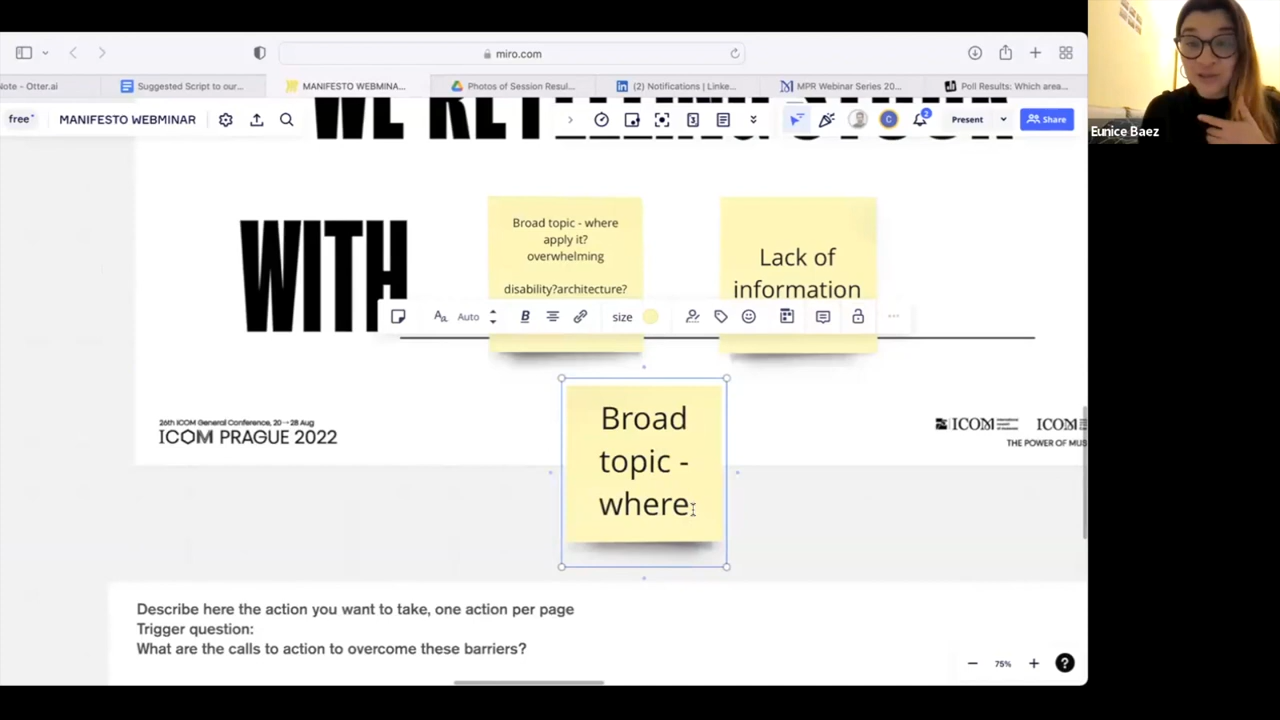 miro.com
Note - Otter.ai
Suggested Script to our...
MANIFESTO WEBMINA...
Photos of Session Resul...
(2) Notifications | Linke...
MPR Webinar Series 20...
Poll Results: Which area...
free
MANIFESTO WEBMINAR
Present
Share
2
WITH
Broad topic - where
apply it?
overwhelming
disability?architecture?
Lack of
information
Auto
B
size
Broad
topic -
where
26th ICOM General Conference, 20–28 Aug
ICOM PRAGUE 2022
ICOM
ICOM
THE POWER OF MUS
Describe here the action you want to take, one action per page
Trigger question:
What are the calls to action to overcome these barriers?
75%
Eunice Baez